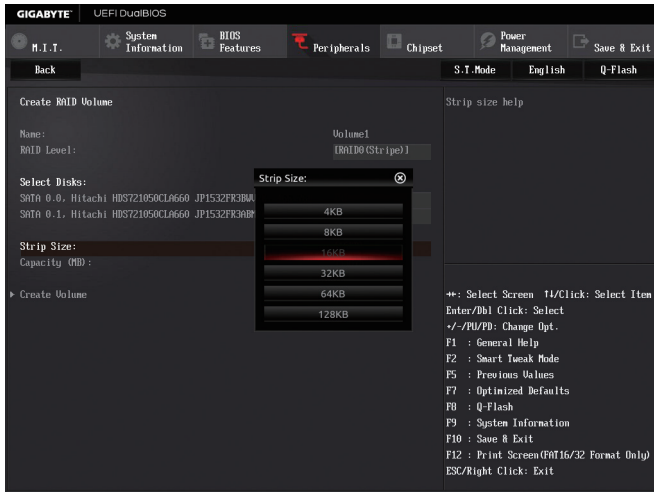 GIGABYTE™ UEFI DualBIOS
M.I.T. System Information BIOS Features Peripherals Chipset Power Management Save & Exit
Back S.T.Mode English Q-Flash
Create RAID Volume
Strip size help
Name: Volume1
RAID Level: [RAID0(Stripe)]
Select Disks:
SATA 0.0, Hitachi HDS721050CLA660
SATA 0.1, Hitachi HDS721050CLA660
Strip Size:
Capacity (MB):
Create Volume
Strip Size:
4KB
8KB
16KB
32KB
64KB
128KB
→←: Select Screen ↑↓/Click: Select Item
Enter/Dbl Click: Select
+/-/PU/PD: Change Opt.
F1 : General Help
F2 : Smart Tweak Mode
F5 : Previous Values
F7 : Optimized Defaults
F8 : Q-Flash
F9 : System Information
F10 : Save & Exit
F12 : Print Screen(FAT16/32 Format Only)
ESC/Right Click: Exit